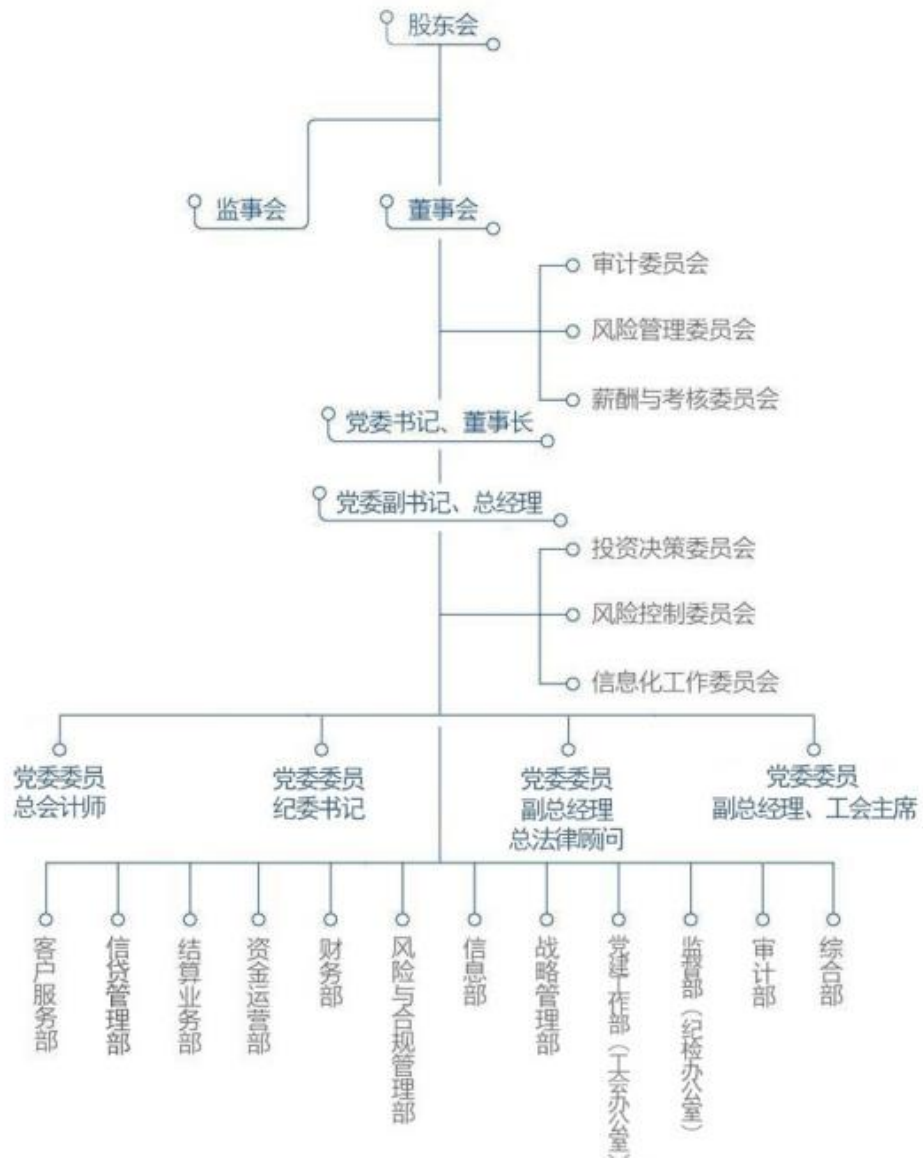 股东会
监事会
董事会
审计委员会
风险管理委员会
薪酬与考核委员会
党委书记、董事长
党委副书记、总经理
投资决策委员会
风险控制委员会
信息化工作委员会
党委委员
总会计师
党委委员
纪委书记
党委委员
副总经理
总法律顾问
党委委员
副总经理、工会主席
客户服务部
信贷管理部
结算业务部
资金运营部
财务部
风险与合规管理部
信息部
战略管理部
党建工作部（工会办公室）
监督部（纪检办公室）
审计部
综合部